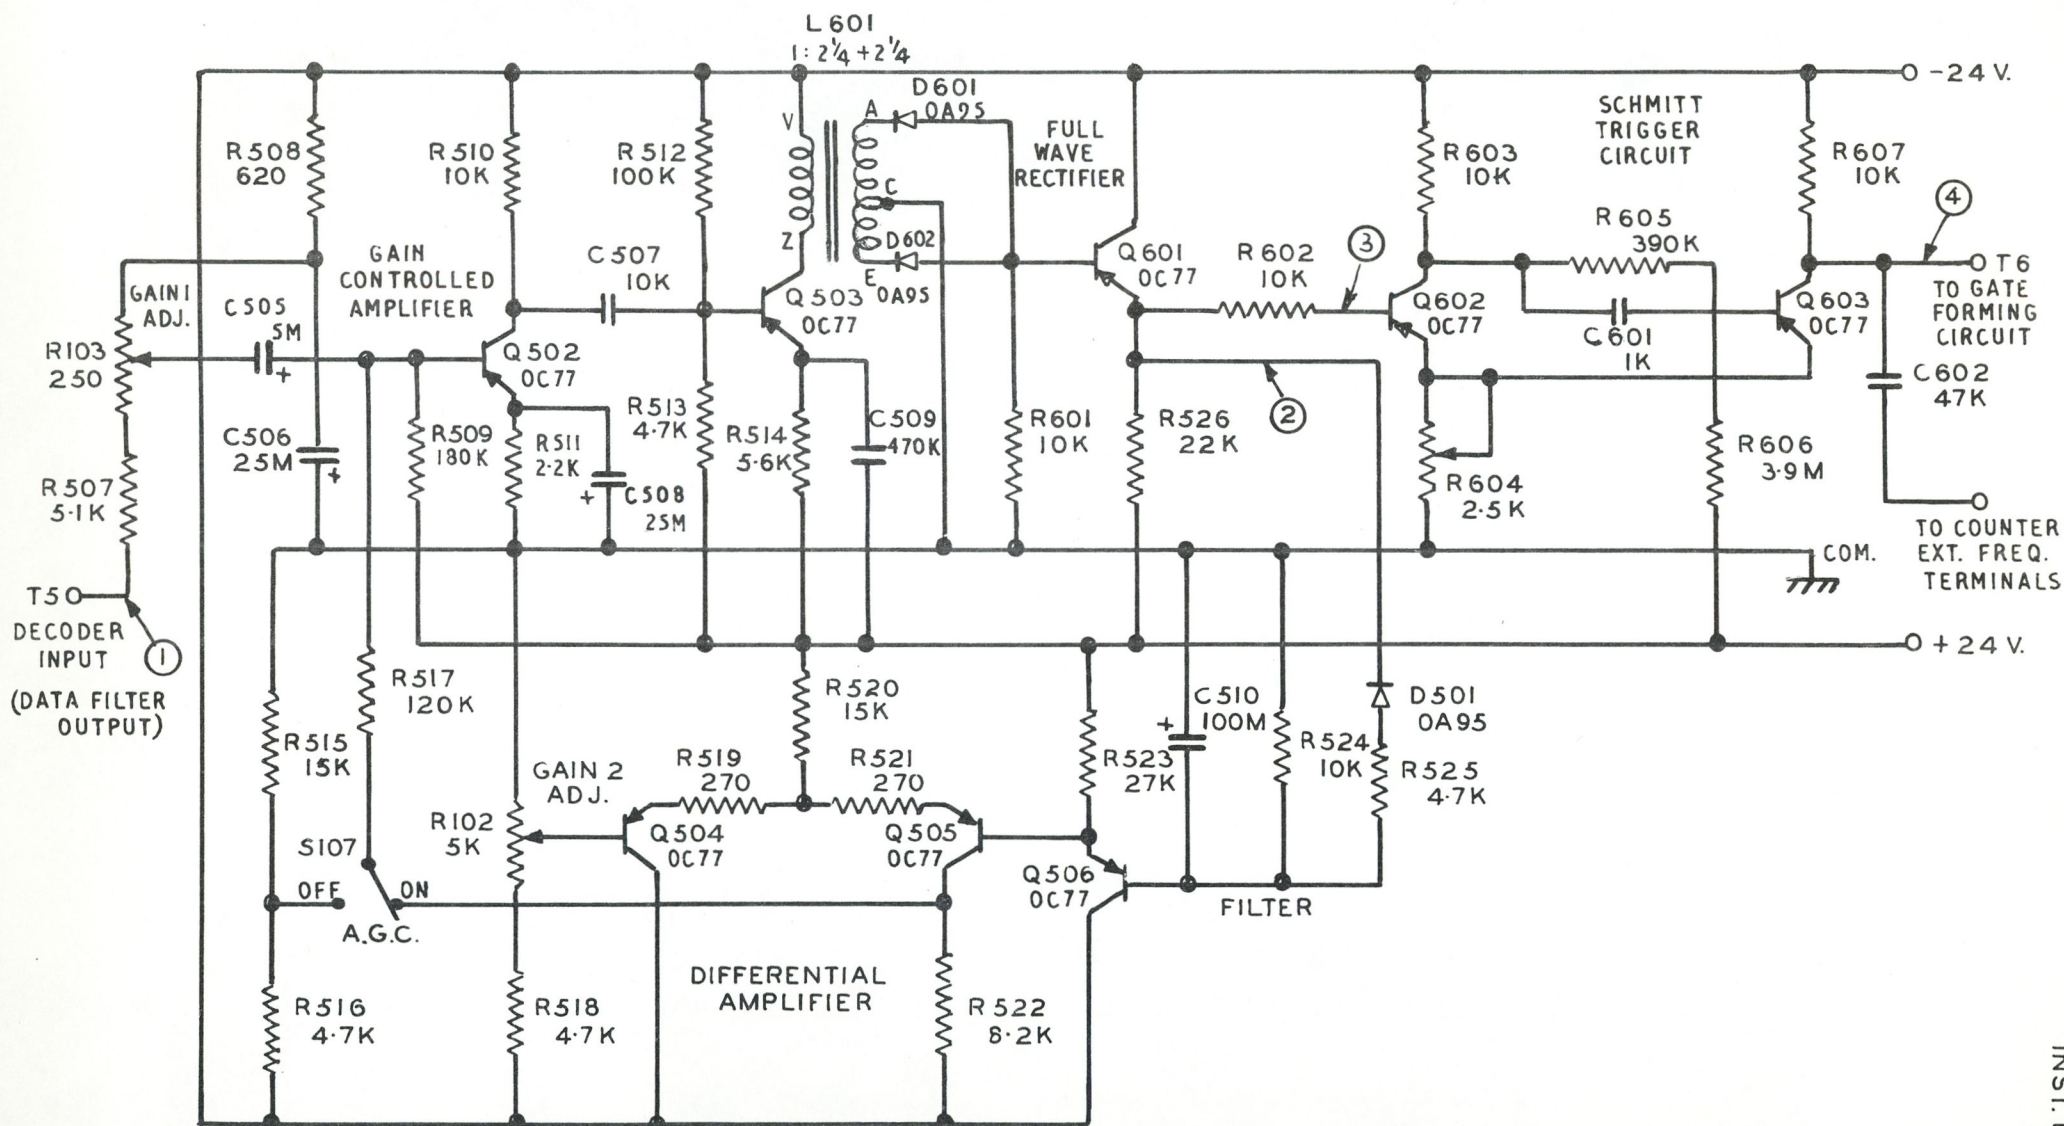 L601
1:2¼+2¼
-24V.
D601
0A95
SCHMITT
TRIGGER
CIRCUIT
V
A
FULL
WAVE
RECTIFIER
R508
620
R510
10K
R512
100K
R603
10K
R607
10K
C
④
Z
D602
E
0A95
R605
390K
GAIN
CONTROLLED
AMPLIFIER
C507
10K
Q601
0C77
R602
10K
③
T6
TO GATE
FORMING
CIRCUIT
GAIN 1
ADJ.
C505
5M
+
Q503
0C77
Q602
0C77
Q603
0C77
C601
1K
R103
250
Q502
0C77
C602
47K
②
C506
25M
+
R509
180K
R511
2·2K
R513
4·7K
R514
5·6K
C509
470K
R601
10K
R526
22K
R606
3·9M
R507
5·1K
+
C508
25M
R604
2·5K
TO COUNTER
EXT. FREQ.
TERMINALS
COM.
T5
DECODER
INPUT
①
(DATA FILTER
OUTPUT)
+24V.
R517
120K
R520
15K
+
C510
100M
D501
0A95
R515
15K
R519
270
R521
270
R523
27K
R524
10K
R525
4·7K
GAIN 2
ADJ.
R102
5K
Q504
0C77
Q505
0C77
S107
Q506
0C77
OFF
ON
FILTER
A.G.C.
DIFFERENTIAL
AMPLIFIER
R516
4·7K
R518
4·7K
R522
8·2K
INST.